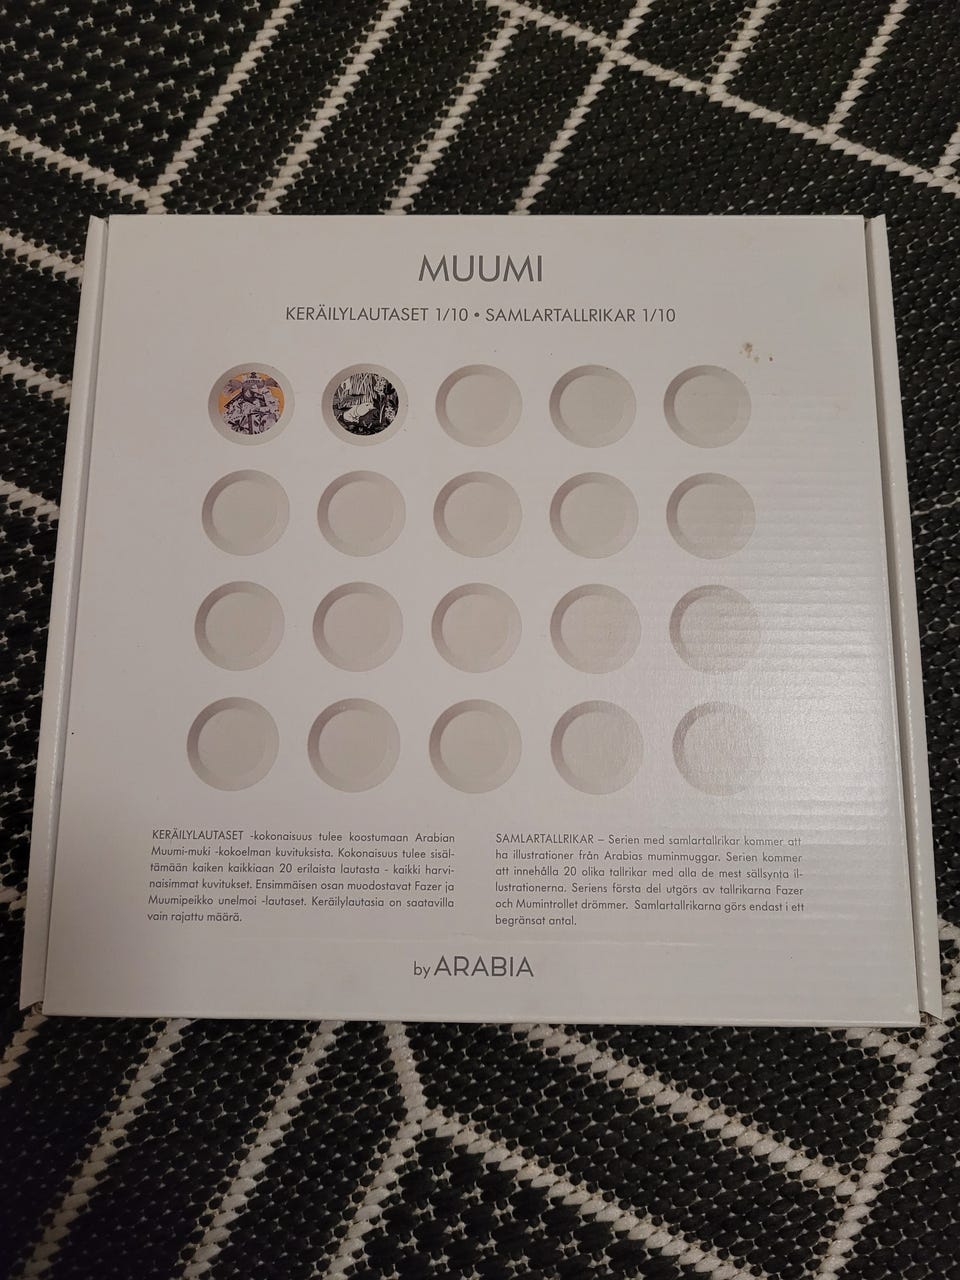 MUUMI
KERÄILYLAUTASET 1/10 • SAMLARTALLRIKAR 1/10
KERÄILYLAUTASET -kokonaisuus tulee koostumaan Arabian
Muumi-muki -kokoelman kuvituksista. Kokonaisuus tulee sisäl-
tämään kaiken kaikkiaan 20 erilaista lautasta - kaikki harvi-
naisimmat kuvitukset. Ensimmäisen osan muodostavat Fazer ja
Muumipeikko unelmoi -lautaset. Keräilylautasia on saatavilla
vain rajattu määrä.
SAMLARTALLRIKAR – Serien med samlartallrikar kommer att
ha illustrationer från Arabias muminmuggar. Serien kommer
att innehålla 20 olika tallrikar med alla de mest sällsynta il-
lustrationerna. Seriens första del utgörs av tallrikarna Fazer
och Mumintrollet drömmer. Samlartallrikarna görs endast i ett
begränsat antal.
by ARABIA